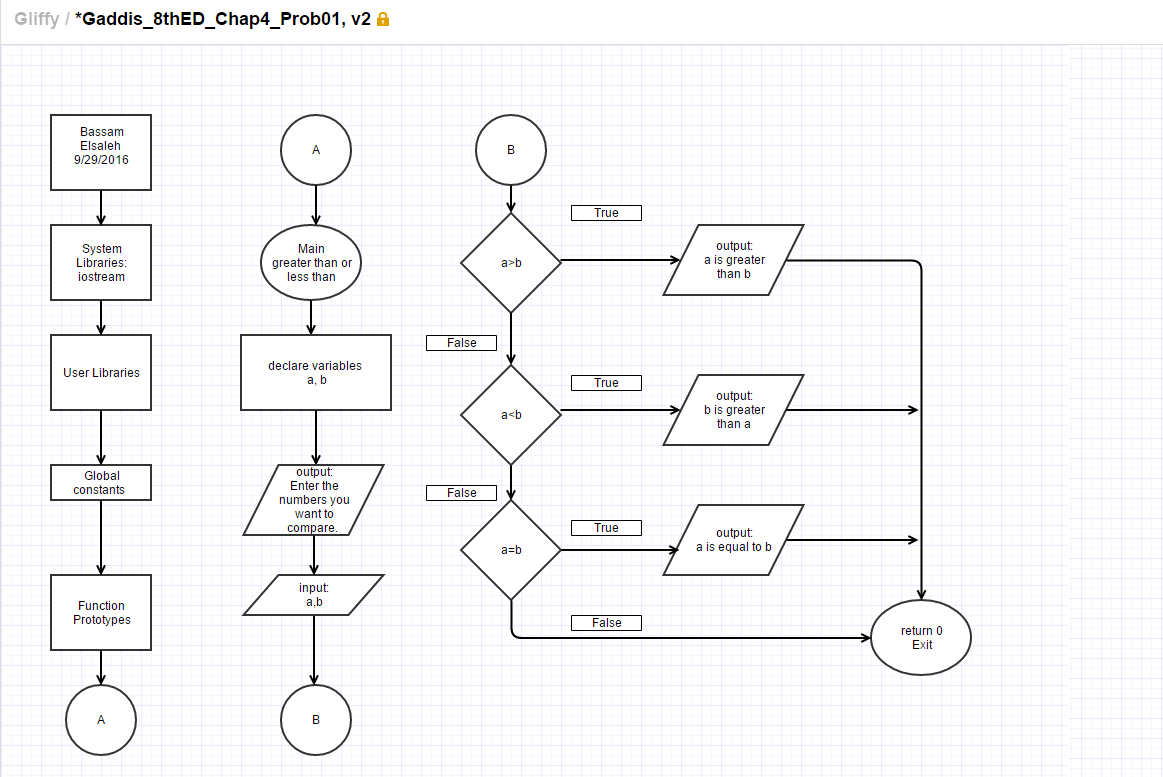 Gliffy / *Gaddis_8thED_Chap4_Prob01, v2
Bassam
Elsaleh
9/29/2016
System
Libraries:
iostream
User Libraries
Global
constants
Function
Prototypes
A
A
Main
greater than or
less than
declare variables
a, b
output:
Enter the
numbers you
want to
compare.
input:
a,b
B
B
a>b
True
output:
a is greater
than b
False
a<b
True
output:
b is greater
than a
False
a=b
True
output:
a is equal to b
False
return 0
Exit